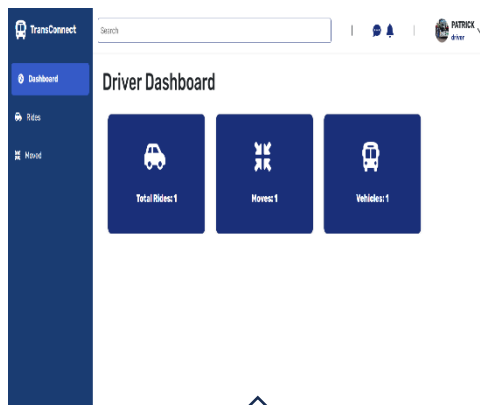 TransConnect
Search
PATRICK
driver
Dashboard
Rides
Moved
Driver Dashboard
Total Rides: 1
Moves: 1
Vehicles: 1